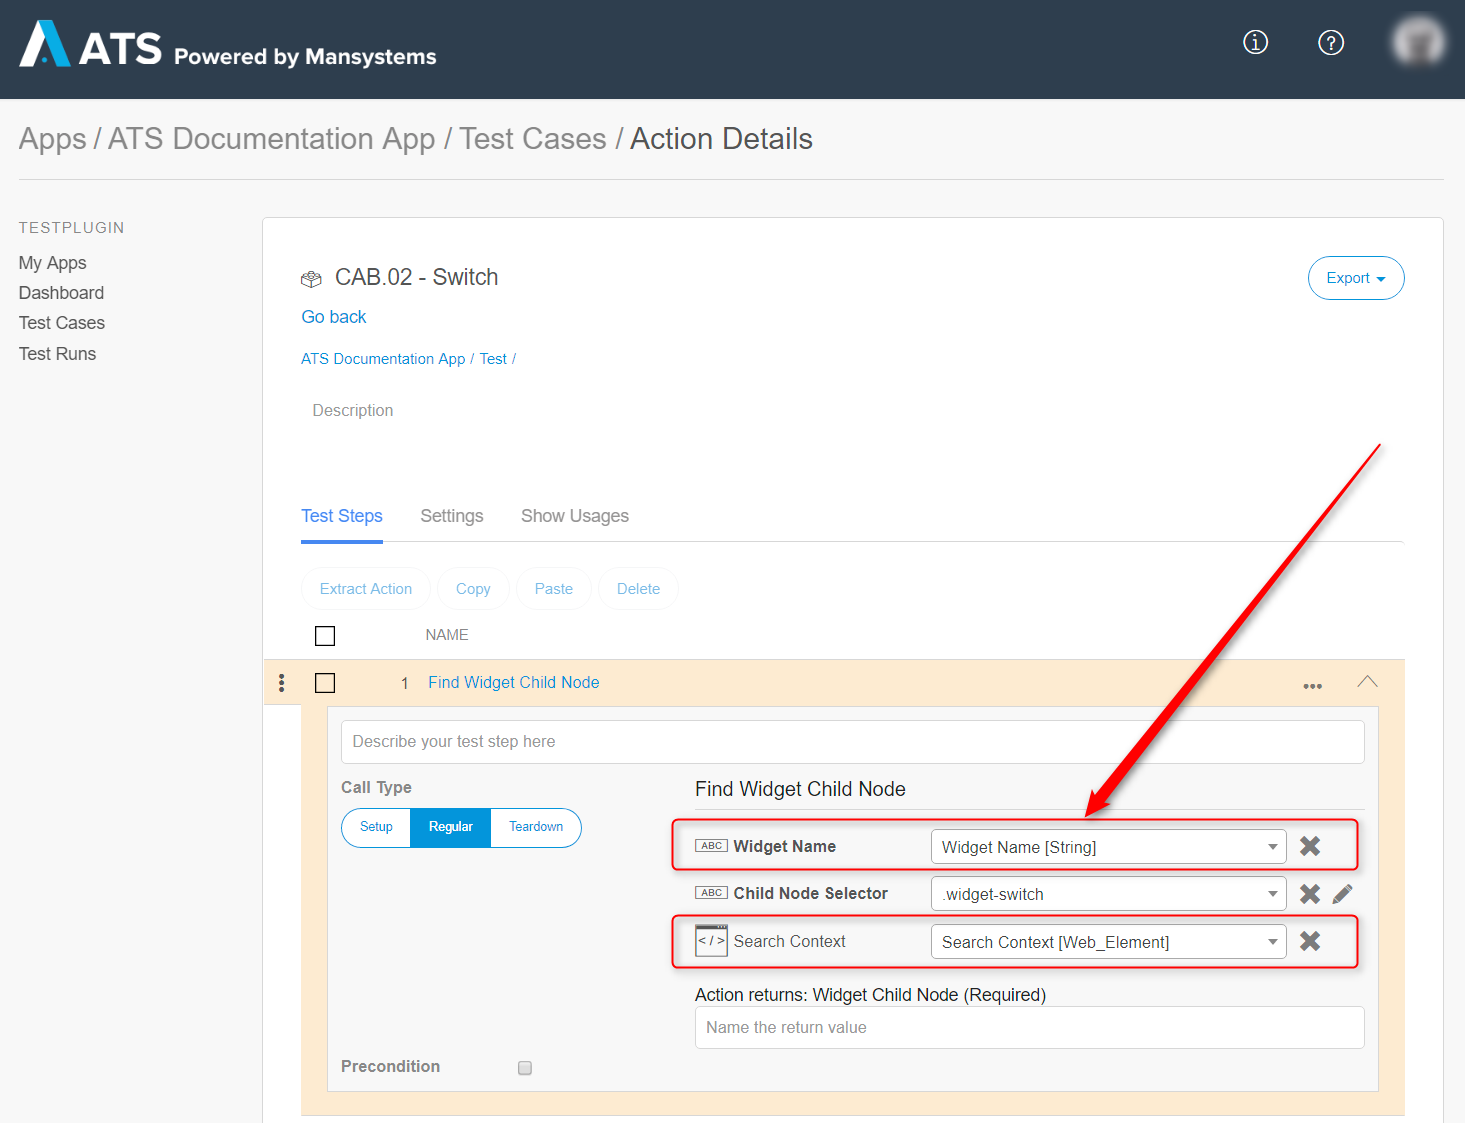 ATS Powered by Mansystems
Apps / ATS Documentation App / Test Cases / Action Details
TESTPLUGIN
My Apps
Dashboard
Test Cases
Test Runs
CAB.02 - Switch
Export
Go back
ATS Documentation App / Test /
Description
Test Steps Settings Show Usages
Extract Action Copy Paste Delete
NAME
1 Find Widget Child Node
Describe your test step here
Call Type
Setup Regular Teardown
Find Widget Child Node
ABC Widget Name Widget Name [String]
ABC Child Node Selector .widget-switch
</> Search Context Search Context [Web_Element]
Action returns: Widget Child Node (Required)
Name the return value
Precondition